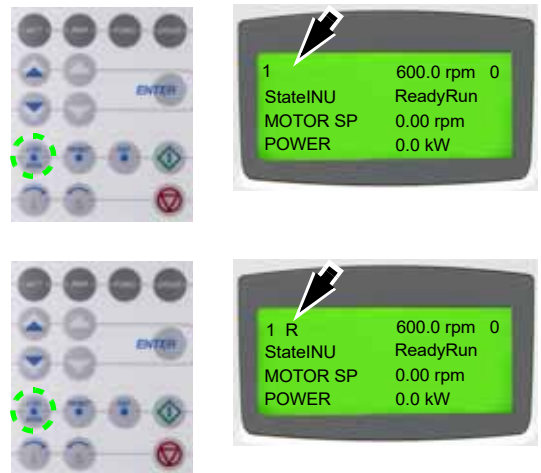 ENTER
1 600.0 rpm 0
StateINU ReadyRun
MOTOR SP 0.00 rpm
POWER 0.0 kW
ENTER
1 R 600.0 rpm 0
StateINU ReadyRun
MOTOR SP 0.00 rpm
POWER 0.0 kW